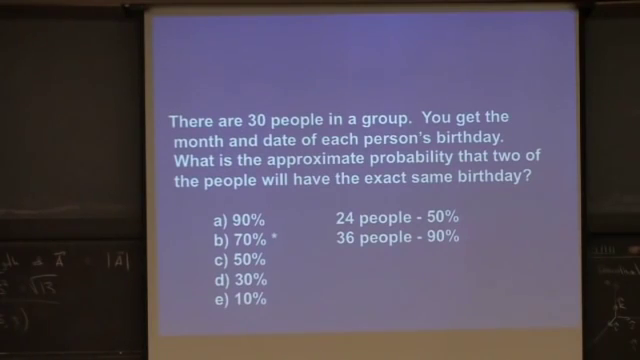 There are 30 people in a group. You get the
month and date of each person's birthday.
What is the approximate probability that two of
the people will have the exact same birthday?
a) 90%
b) 70% *
c) 50%
d) 30%
e) 10%
24 people - 50%
36 people - 90%
A = |A|
= √13